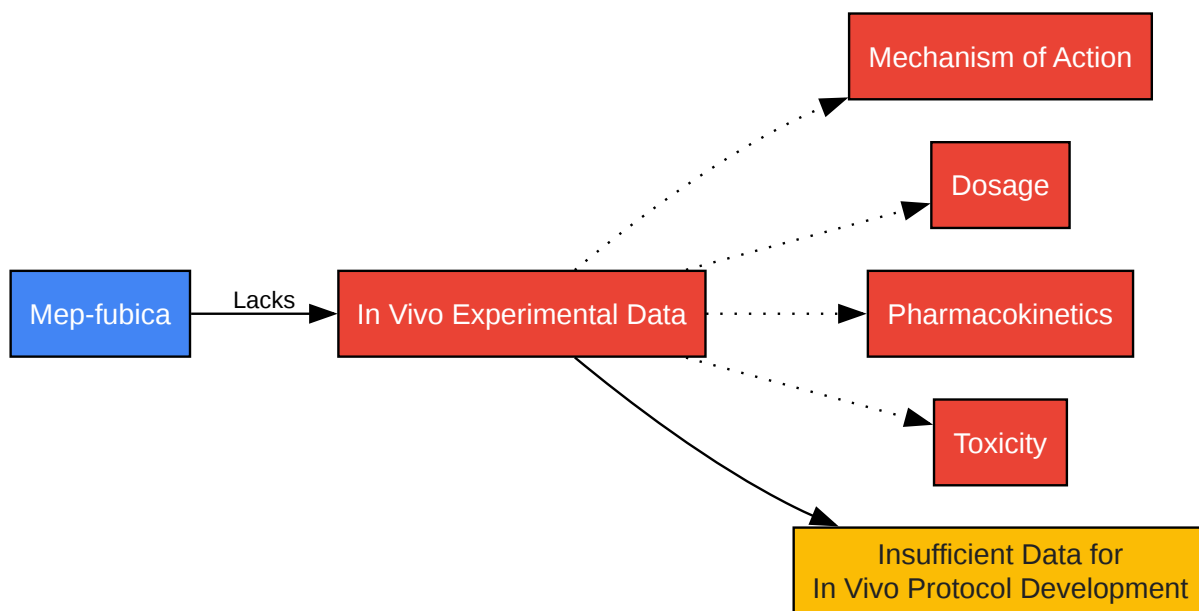 Mechanism of Action
Dosage
Mep-fubica
Lacks
In Vivo Experimental Data
Pharmacokinetics
Toxicity
Insufficient Data for
In Vivo Protocol Development